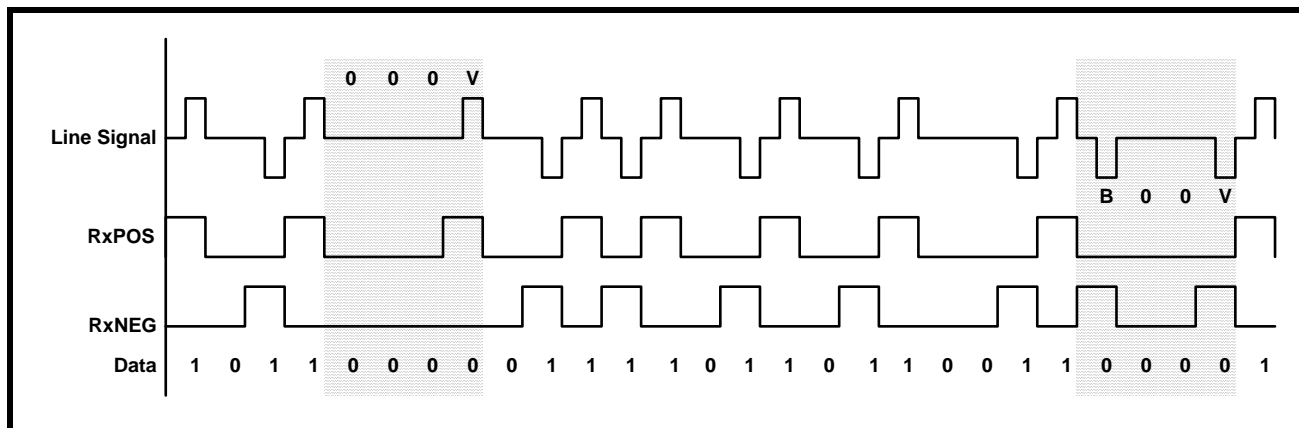 0 0 0 V
Line Signal
B 0 0 V
RxPOS
RxNEG
Data 1 0 1 1 0 0 0 0 0 1 1 1 1 0 1 1 0 1 1 0 0 1 1 0 0 0 0 1